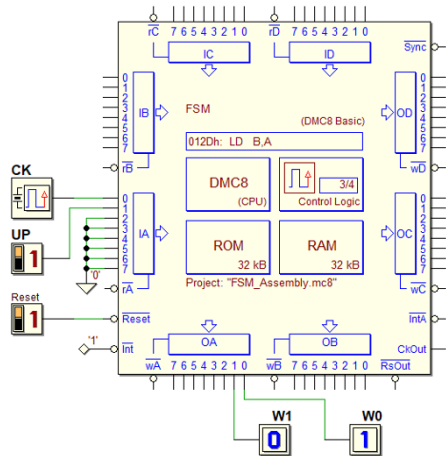 rC 7 6 5 4 3 2 1 0 rD 7 6 5 4 3 2 1 0
IC ID
Sync
0 1 2 3 4 5 6 7
IB
rB
FSM
(DMC8 Basic)
0 1 2 3 4 5 6 7
OD
wD
012Dh: LD B,A
DMC8
(CPU)
3/4
Control Logic
ROM
32 kB
RAM
32 kB
Project: "FSM_Assembly.mc8"
CK
UP
1
'0'
0 1 2 3 4 5 6 7
IA
rA
0 1 2 3 4 5 6 7
OC
wC
Reset
1
Reset
IntA
'1'
Int
CkOut
OA OB
wA 7 6 5 4 3 2 1 0 wB 7 6 5 4 3 2 1 0 RsOut
W1 W0
0 1